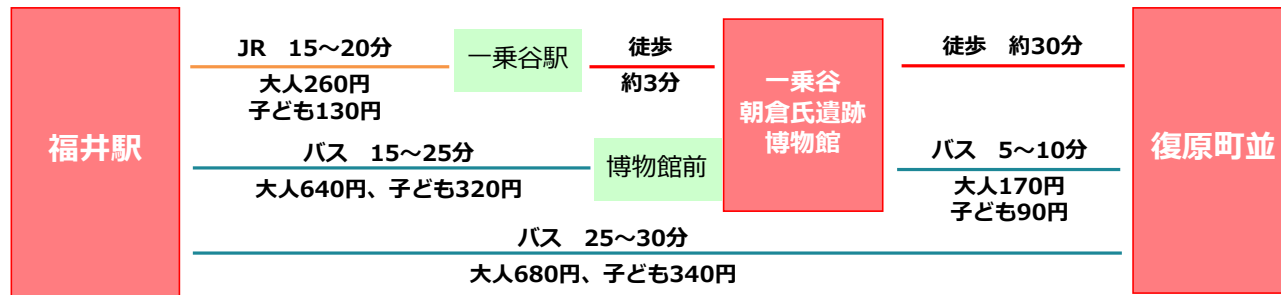 福井駅
JR 15～20分
大人260円
子ども130円
一乗谷駅
徒歩
約3分
バス 15～25分
大人640円、子ども320円
博物館前
一乗谷
朝倉氏遺跡
博物館
徒歩 約30分
バス 5～10分
大人170円
子ども90円
バス 25～30分
大人680円、子ども340円
復原町並